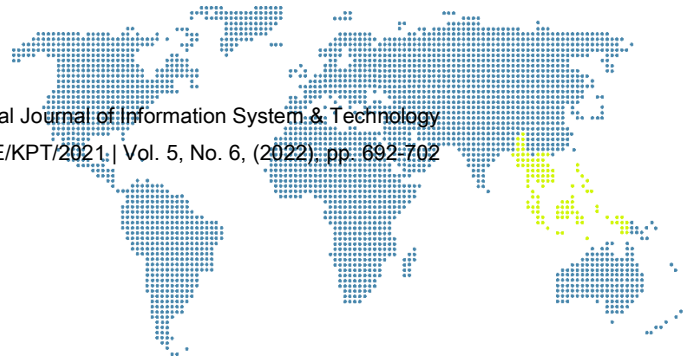 al Journal of Information System & Technology
E/KPT/2021 | Vol. 5, No. 6, (2022), pp. 692-702